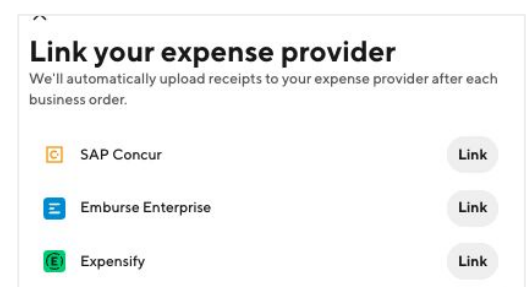 Link your expense provider
We'll automatically upload receipts to your expense provider after each
business order.
SAP Concur Link
Emburse Enterprise Link
Expensify Link